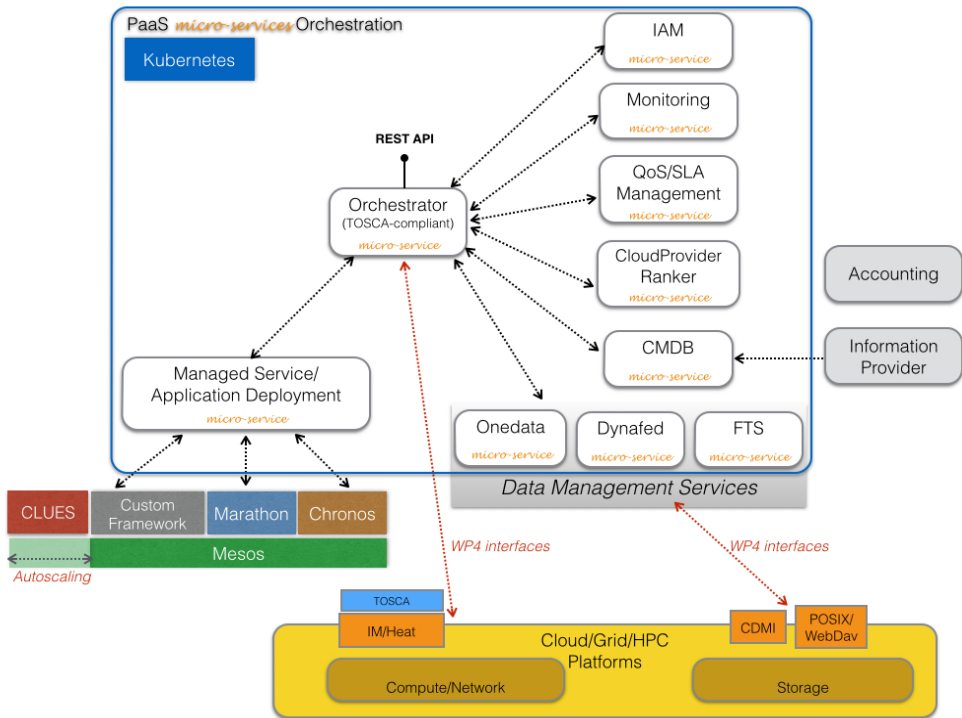 PaaS micro-services Orchestration
Kubernetes
IAM
micro-service
Monitoring
micro-service
REST API
QoS/SLA
Management
micro-service
Orchestrator
(TOSCA-compliant)
micro-service
CloudProvider
Ranker
micro-service
Accounting
CMDB
micro-service
Information
Provider
Managed Service/
Application Deployment
micro-service
Onedata
micro-service
Dynafed
micro-service
FTS
micro-service
Data Management Services
CLUES
Custom
Framework
Marathon
Chronos
Mesos
Autoscaling
WP4 interfaces
WP4 interfaces
TOSCA
IM/Heat
CDMI
POSIX/
WebDav
Cloud/Grid/HPC
Platforms
Compute/Network
Storage